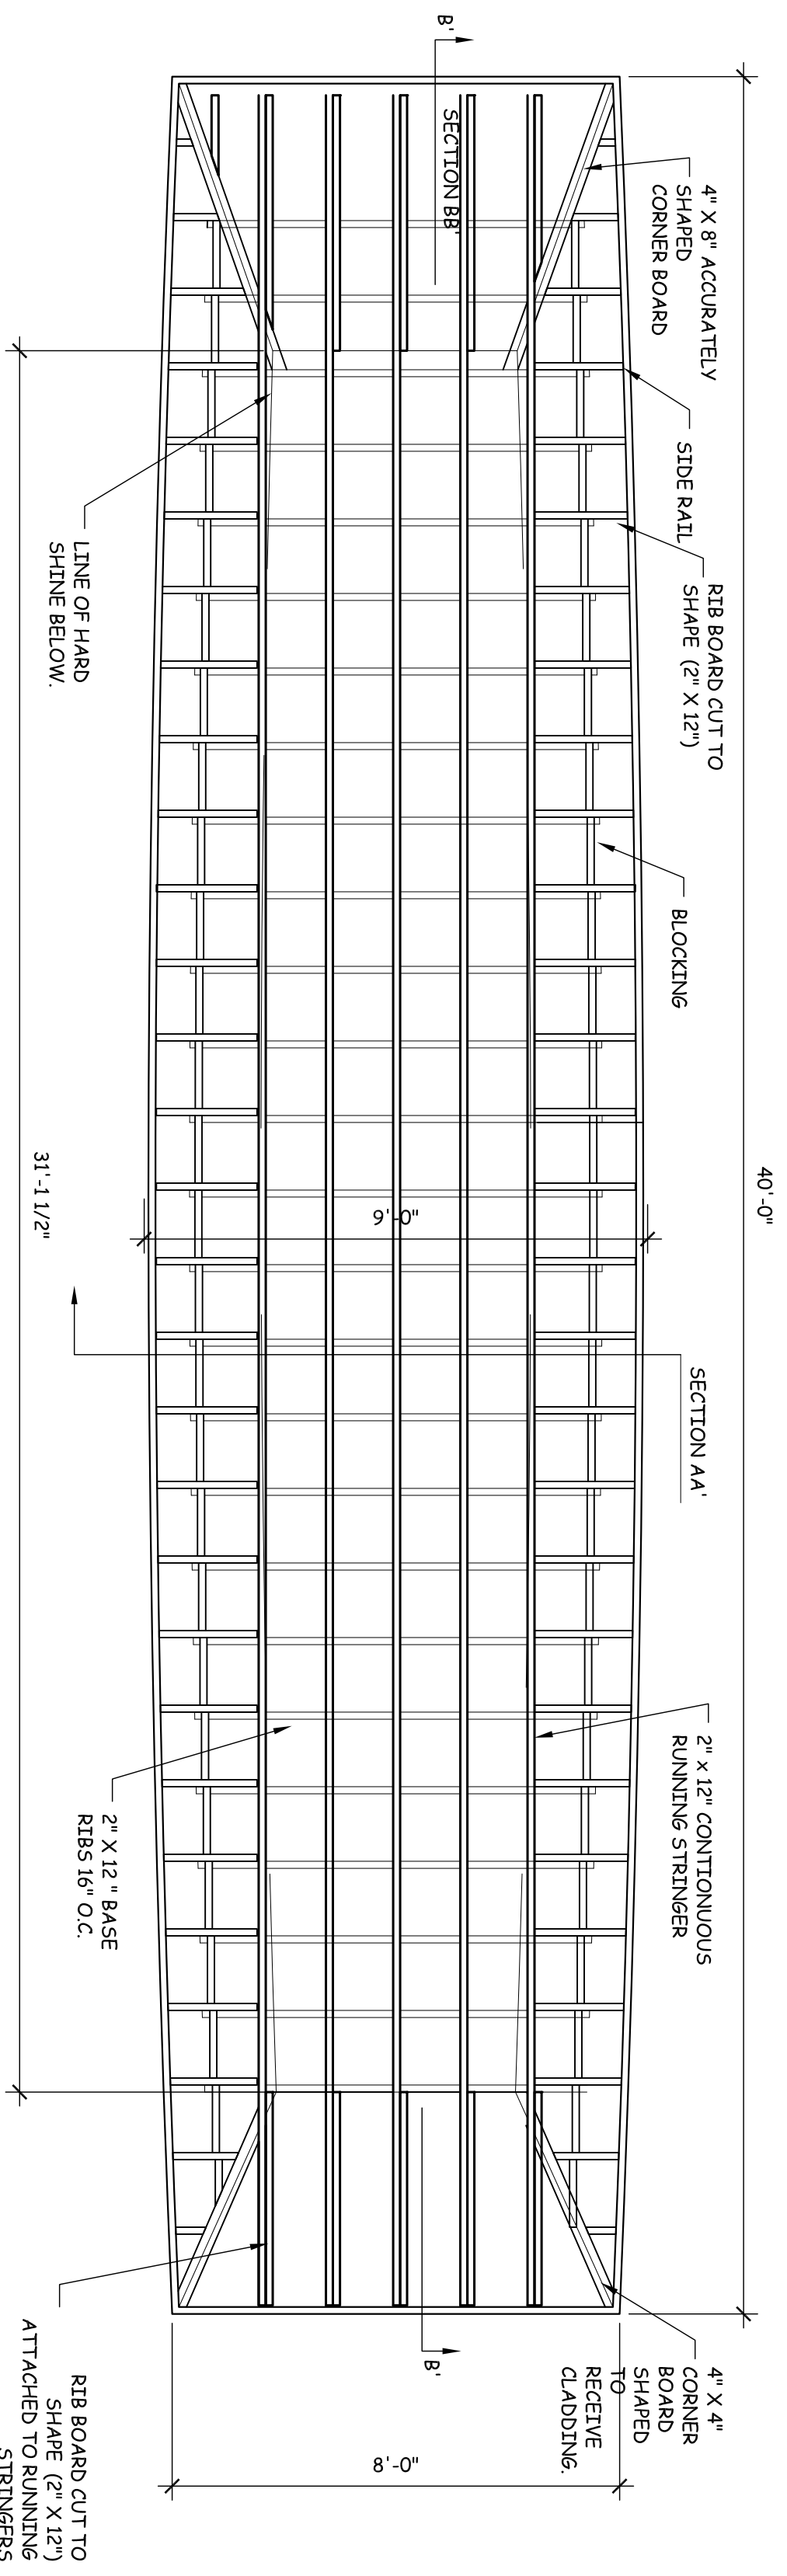 B'
SECTION BB'
4" X 8" ACCURATELY
SHAPED
CORNER BOARD
SIDE RAIL
RIB BOARD CUT TO
SHAPE (2" X 12")
BLOCKING
LINE OF HARD
SHINE BELOW.
40'-0"
31'-1 1/2"
9'-0"
SECTION AA'
2" x 12" CONTIONUOUS
RUNNING STRINGER
2" X 12 " BASE
RIBS 16" O.C.
B'
4" X 4"
CORNER
BOARD
SHAPED
TO
RECEIVE
CLADDING.
8'-0"
RIB BOARD CUT TO
SHAPE (2" X 12")
ATTACHED TO RUNNING
STRINGERS